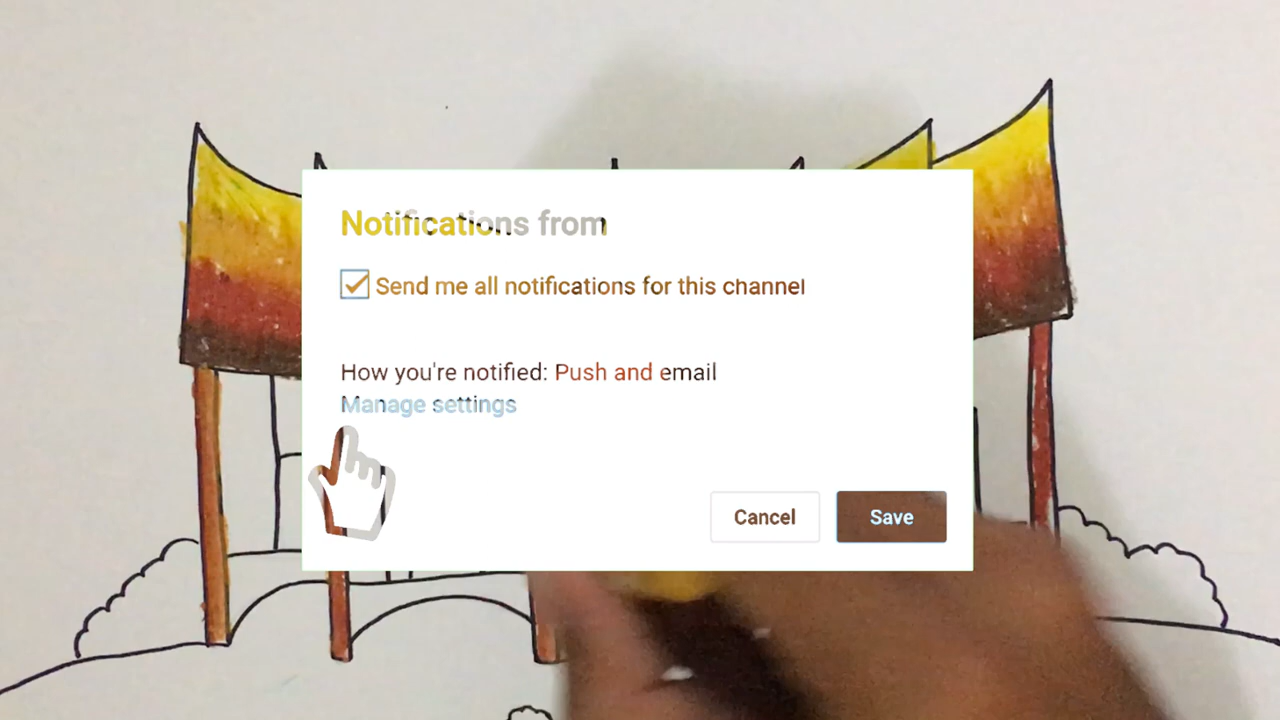 Notifications from
Send me all notifications for this channel
How you're notified: Push and email
Manage settings
Cancel
Save